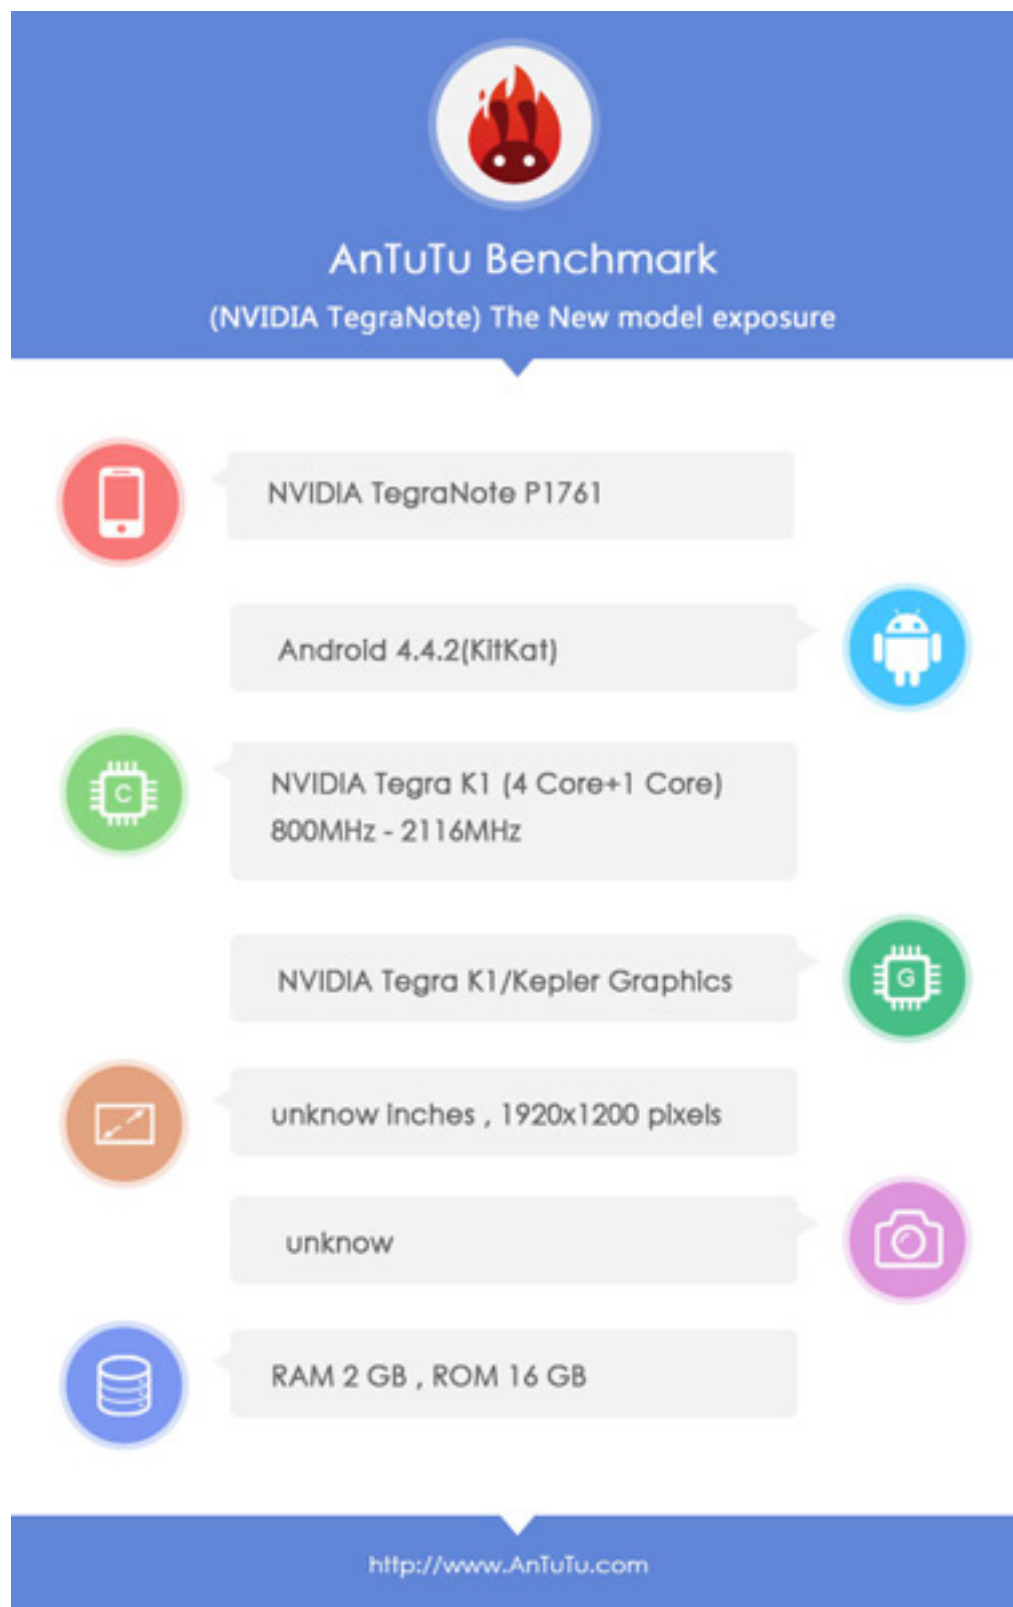 AnTuTu Benchmark
(NVIDIA TegraNote) The New model exposure
NVIDIA TegraNote P1761
Android 4.4.2(KitKat)
C
NVIDIA Tegra K1 (4 Core+1 Core)
800MHz - 2116MHz
NVIDIA Tegra K1/Kepler Graphics
G
unknow inches , 1920x1200 pixels
unknow
RAM 2 GB , ROM 16 GB
http://www.AnTuTu.com